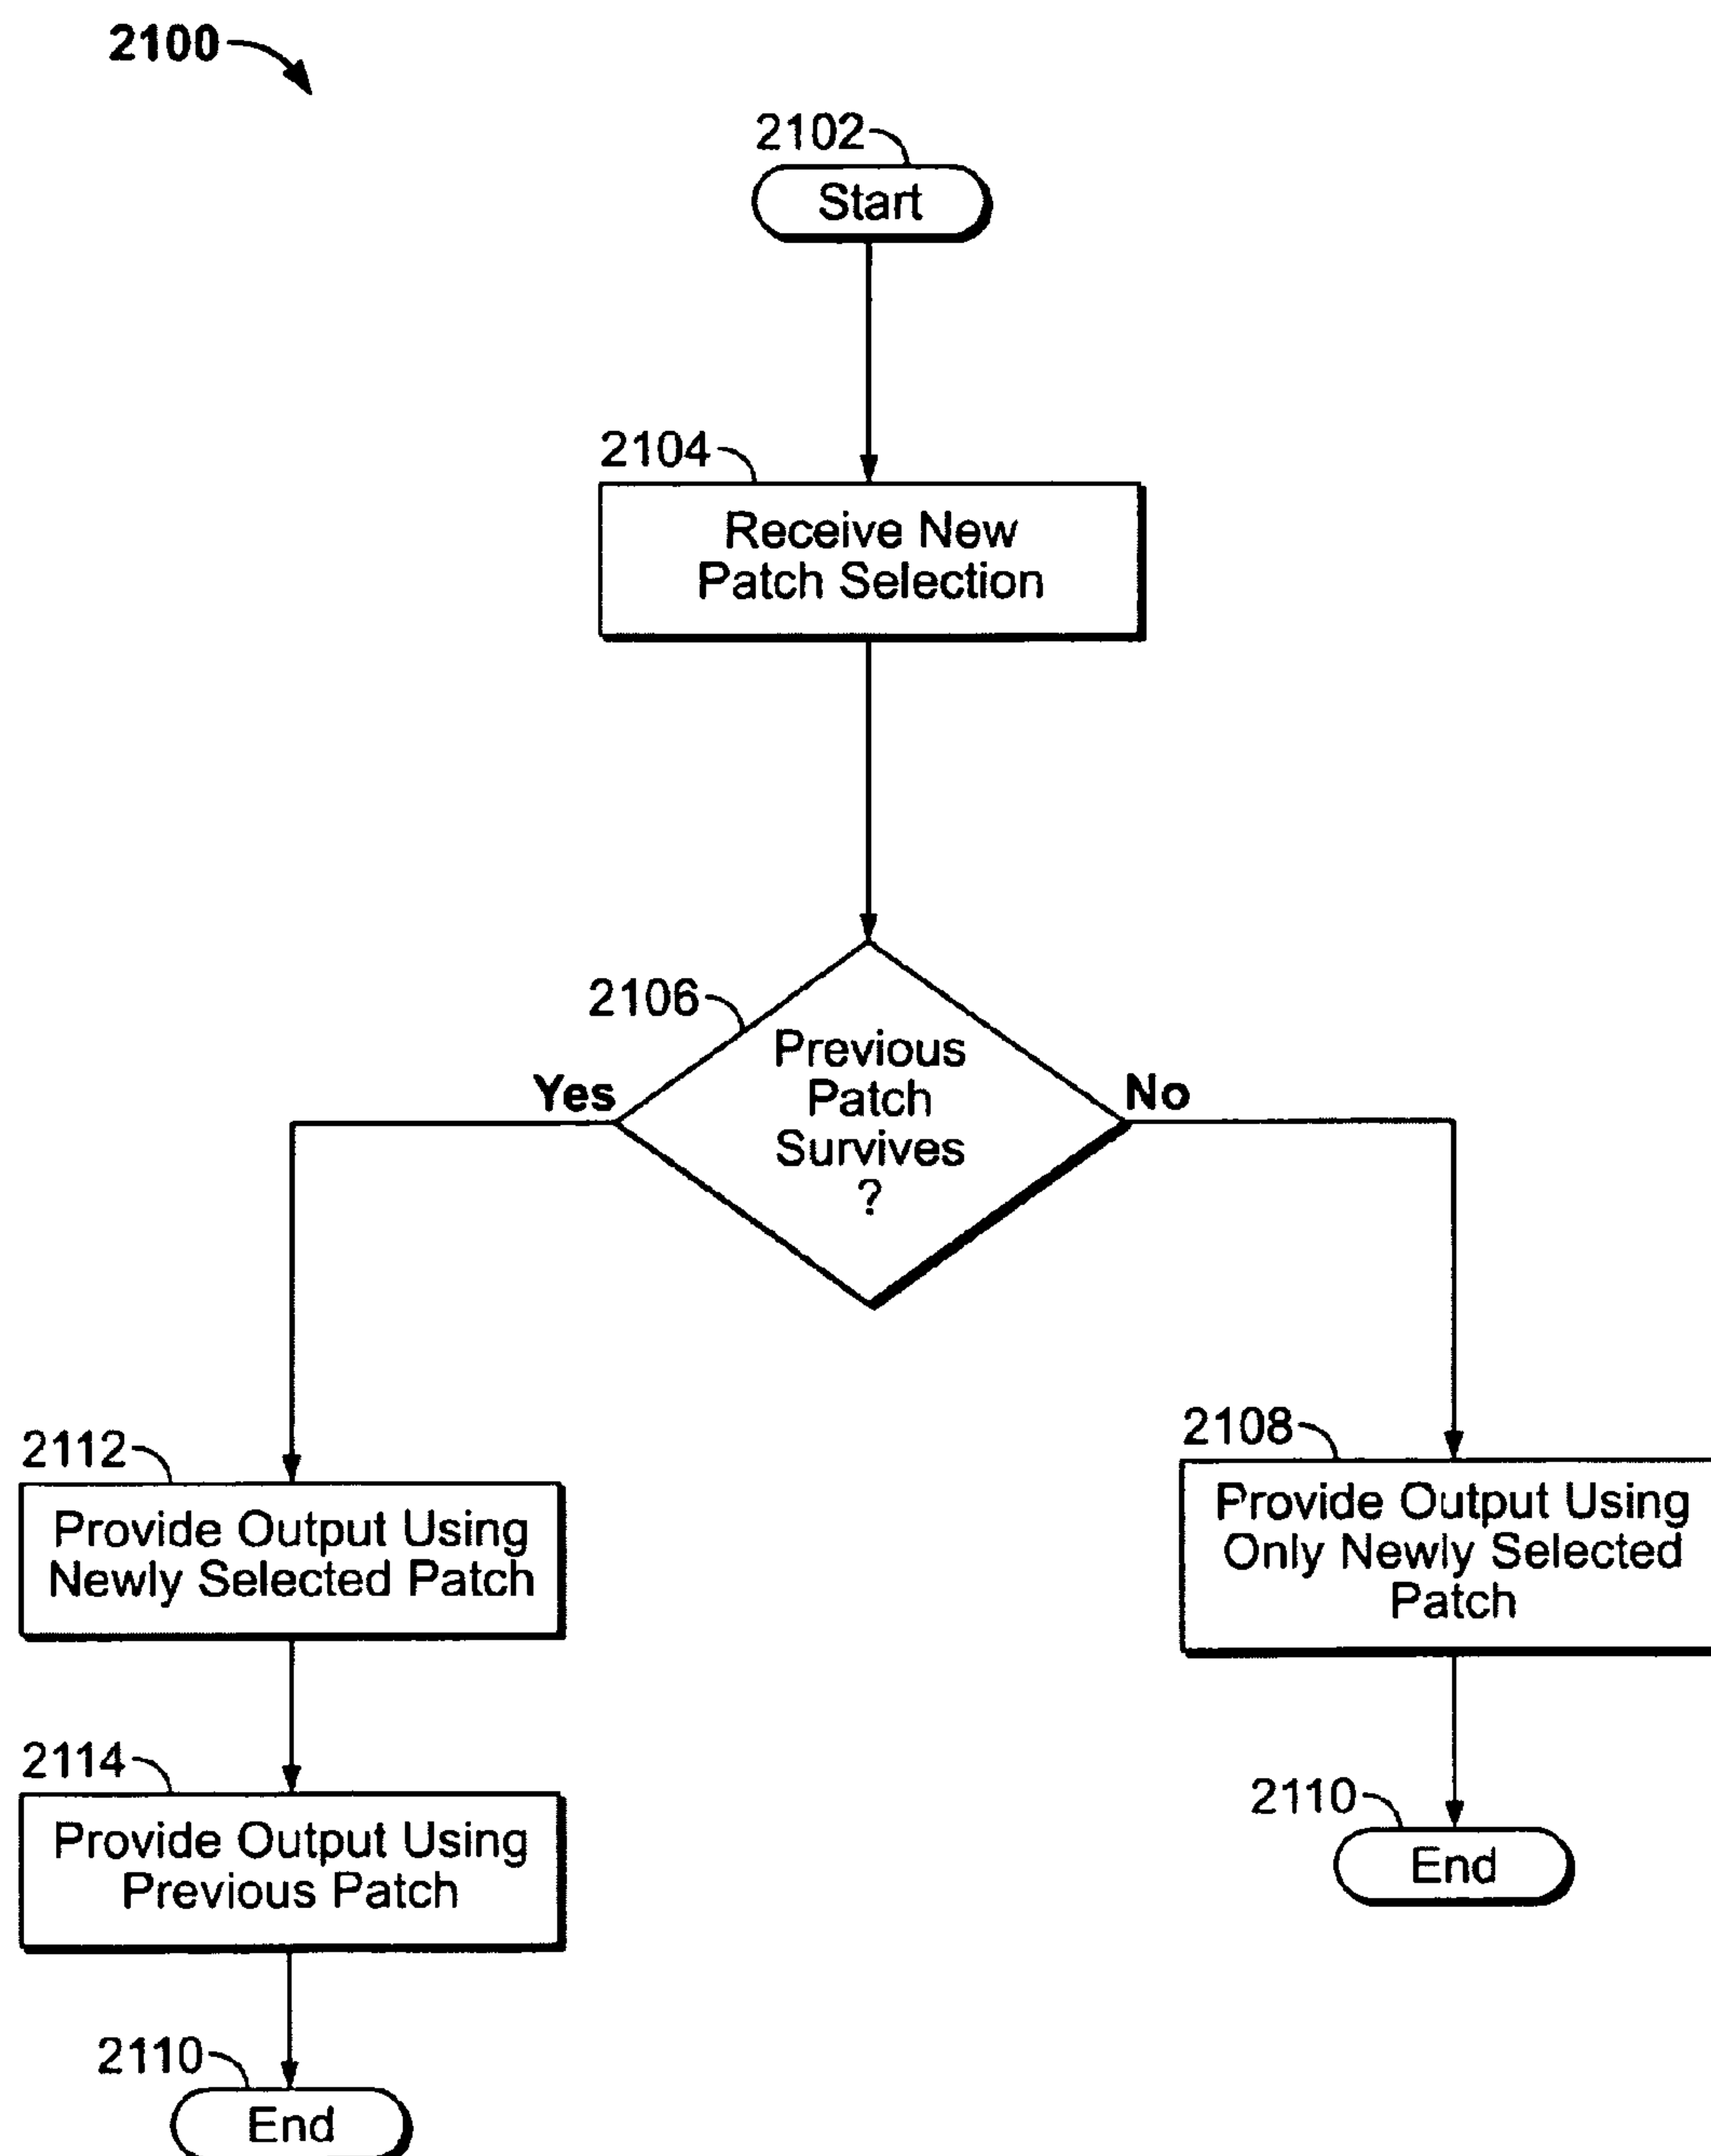 2100
2102
Start
2104
Receive New
Patch Selection
2106
Previous
Patch
Survives
?
Yes
No
2112
Provide Output Using
Newly Selected Patch
2108
Provide Output Using
Only Newly Selected
Patch
2114
Provide Output Using
Previous Patch
2110
End
2110
End